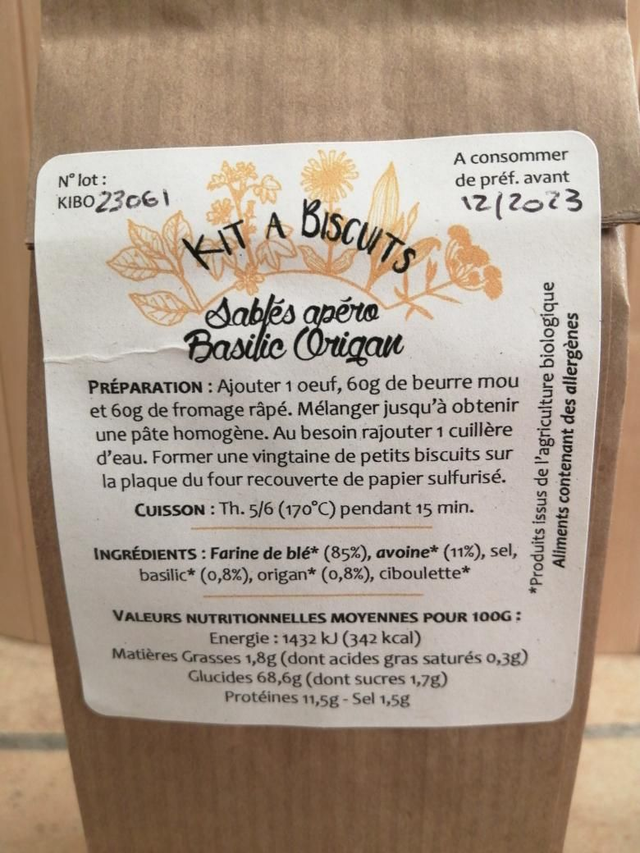 N° lot :
KIBO 23061
A consommer
de préf. avant
12/2023
KIT A BISCUITS
Sablés apéro
Basilic Origan
PRÉPARATION : Ajouter 1 oeuf, 60g de beurre mou
et 60g de fromage râpé. Mélanger jusqu'à obtenir
une pâte homogène. Au besoin rajouter 1 cuillère
d'eau. Former une vingtaine de petits biscuits sur
la plaque du four recouverte de papier sulfurisé.
CUISSON : Th. 5/6 (170°C) pendant 15 min.
INGRÉDIENTS : Farine de blé* (85%), avoine* (11%), sel,
basilic* (0,8%), origan* (0,8%), ciboulette*
VALEURS NUTRITIONNELLES MOYENNES POUR 100G :
Energie : 1432 kJ (342 kcal)
Matières Grasses 1,8g (dont acides gras saturés 0,3g)
Glucides 68,6g (dont sucres 1,7g)
Protéines 11,5g - Sel 1,5g
*Produits issus de l'agriculture biologique
Aliments contenant des allergènes